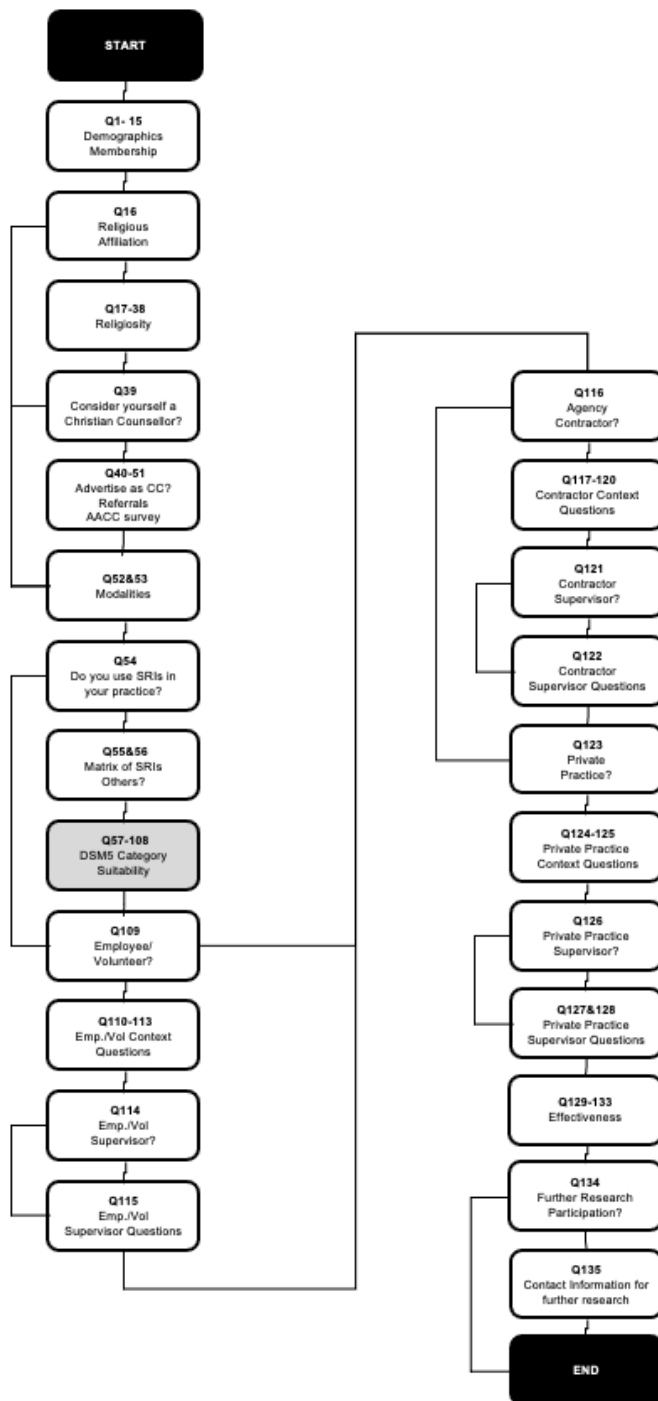 START
Q1- 15
Demographics
Membership
Q16
Religious
Affiliation
Q17-38
Religiosity
Q39
Consider yourself a
Christian Counsellor?
Q40-51
Advertise as CC?
Referrals
AACC survey
Q52&53
Modalities
Q54
Do you use SRIs in
your practice?
Q55&56
Matrix of SRIs
Others?
Q57-108
DSM5 Category
Suitability
Q109
Employee/
Volunteer?
Q110-113
Emp./Vol Context
Questions
Q114
Emp./Vol
Supervisor?
Q115
Emp./Vol
Supervisor Questions
Q116
Agency
Contractor?
Q117-120
Contractor Context
Questions
Q121
Contractor
Supervisor?
Q122
Contractor
Supervisor Questions
Q123
Private
Practice?
Q124-125
Private Practice
Context Questions
Q126
Private Practice
Supervisor?
Q127&128
Private Practice
Supervisor Questions
Q129-133
Effectiveness
Q134
Further Research
Participation?
Q135
Contact Information for
further research
END